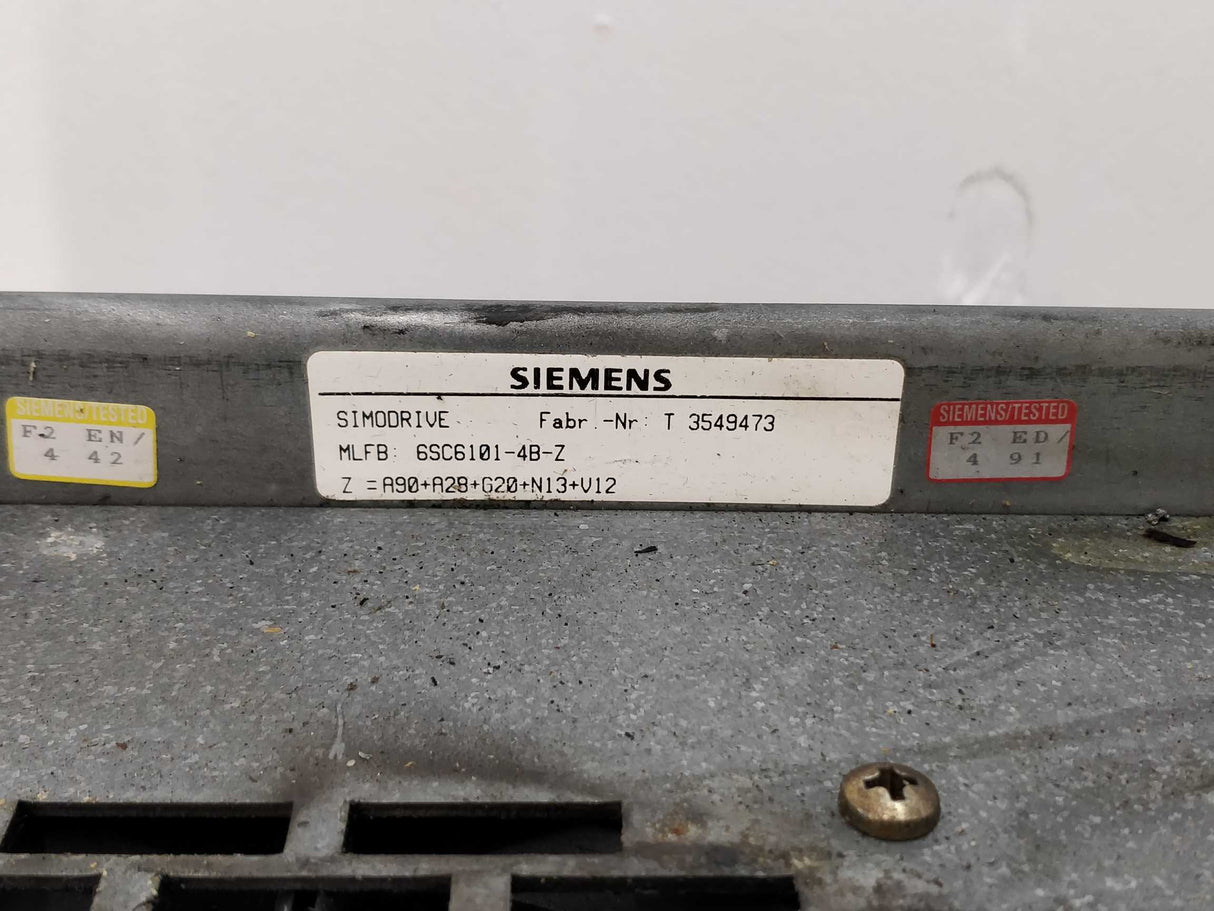 SIEMENS
SIMODRIVE Fabr.-Nr: T 3549473
MLFB: 6SC6101-4B-Z
Z =A90+A28+G20+N13+V12
SIEMENS/TESTED
F2 EN/
4 42
SIEMENS/TESTED
F2 ED/
4 91